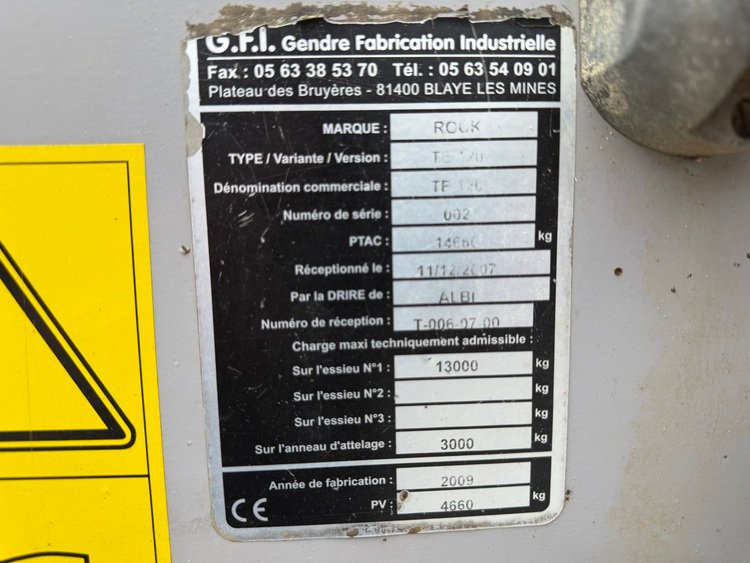 G.F.I. Gendre Fabrication Industrielle
Fax : 05 63 38 53 70 Tél. : 05 63 54 09 01
Plateau des Bruyères - 81400 BLAYE LES MINES
MARQUE : ROCK
TYPE / Variante / Version :
Dénomination commerciale :
Numéro de série : 002
PTAC : kg
Réceptionné le : 11/12/2007
Par la DRIRE de : ALBI
Numéro de réception : T-006-07-00
Charge maxi techniquement admissible :
Sur l'essieu N°1 : 13000 kg
Sur l'essieu N°2 : kg
Sur l'essieu N°3 : kg
Sur l'anneau d'attelage : 3000 kg
Année de fabrication : 2009
CE PV : 4660 kg